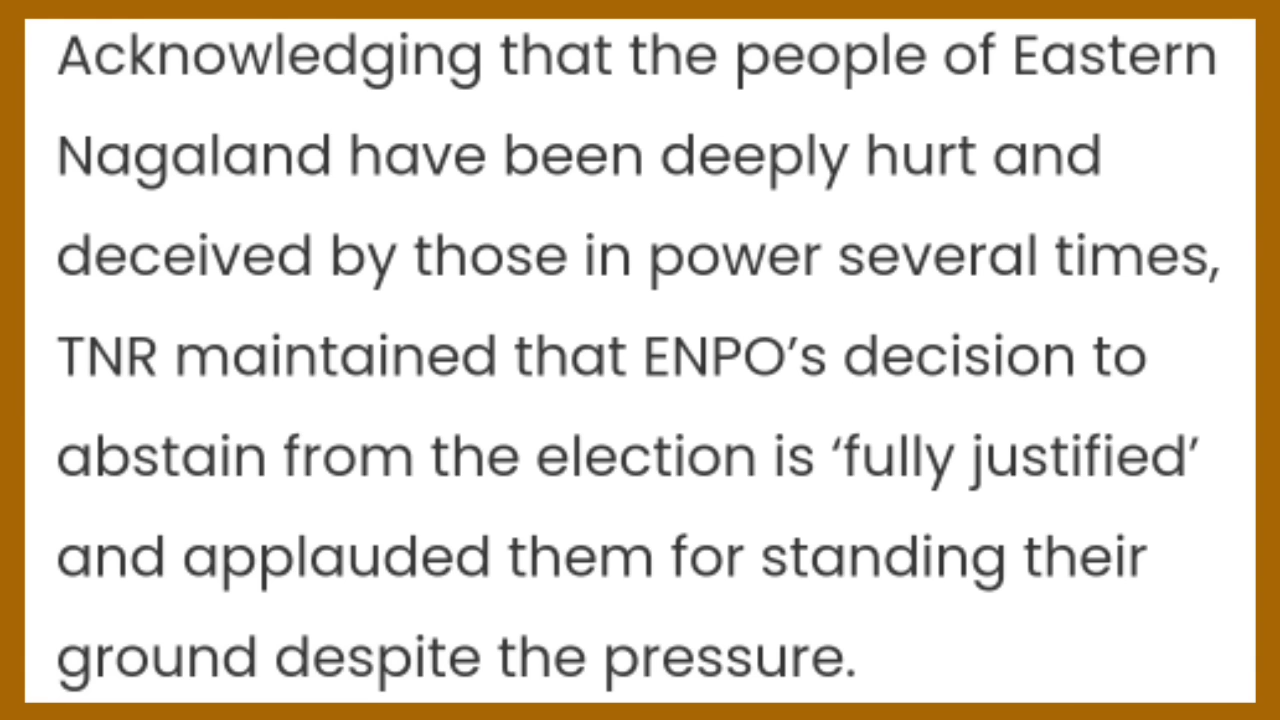 Acknowledging that the people of Eastern
Nagaland have been deeply hurt and
deceived by those in power several times,
TNR maintained that ENPO’s decision to
abstain from the election is ‘fully justified’
and applauded them for standing their
ground despite the pressure.